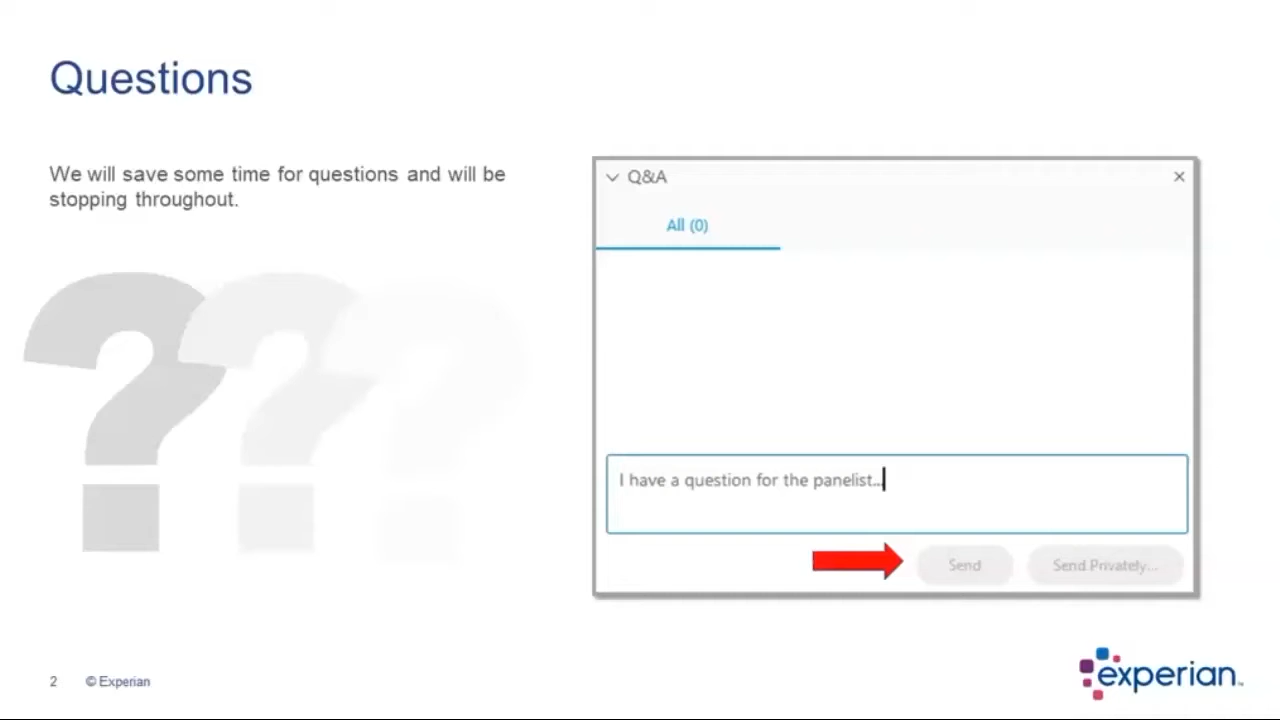 Questions
We will save some time for questions and will be
stopping throughout.
???
Q&A
All (0)
I have a question for the panelist...
Send
Send Privately...
2
© Experian
experian™